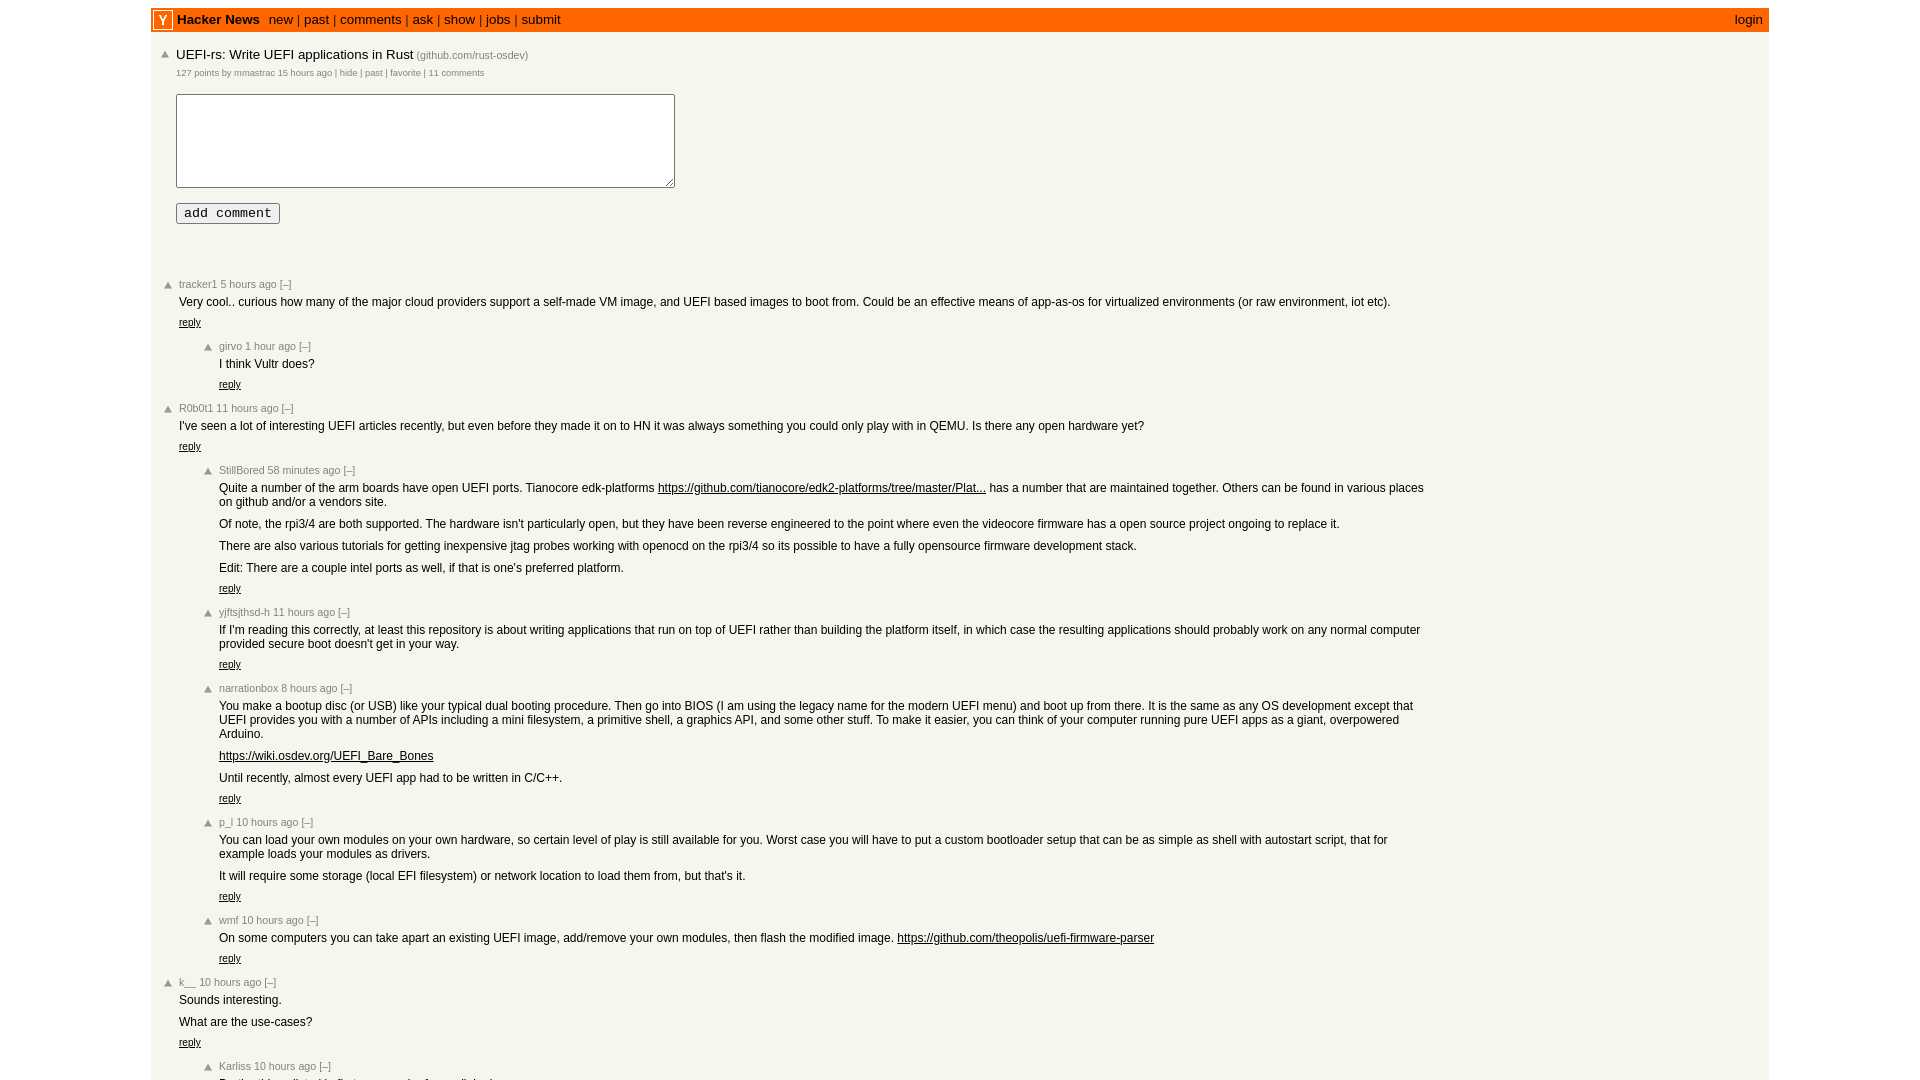 Y Hacker News new | past | comments | ask | show | jobs | submit login
UEFI-rs: Write UEFI applications in Rust (github.com/rust-osdev)
127 points by mmastrac 15 hours ago | hide | past | favorite | 11 comments
add comment
tracker1 5 hours ago [–]
Very cool.. curious how many of the major cloud providers support a self-made VM image, and UEFI based images to boot from. Could be an effective means of app-as-os for virtualized environments (or raw environment, iot etc).
reply
girvo 1 hour ago [–]
I think Vultr does?
reply
R0b0t1 11 hours ago [–]
I've seen a lot of interesting UEFI articles recently, but even before they made it on to HN it was always something you could only play with in QEMU. Is there any open hardware yet?
reply
StillBored 58 minutes ago [–]
Quite a number of the arm boards have open UEFI ports. Tianocore edk-platforms https://github.com/tianocore/edk2-platforms/tree/master/Plat... has a number that are maintained together. Others can be found in various places
on github and/or a vendors site.
Of note, the rpi3/4 are both supported. The hardware isn't particularly open, but they have been reverse engineered to the point where even the videocore firmware has a open source project ongoing to replace it.
There are also various tutorials for getting inexpensive jtag probes working with openocd on the rpi3/4 so its possible to have a fully opensource firmware development stack.
Edit: There are a couple intel ports as well, if that is one's preferred platform.
reply
yjftsjthsd-h 11 hours ago [–]
If I'm reading this correctly, at least this repository is about writing applications that run on top of UEFI rather than building the platform itself, in which case the resulting applications should probably work on any normal computer
provided secure boot doesn't get in your way.
reply
narrationbox 8 hours ago [–]
You make a bootup disc (or USB) like your typical dual booting procedure. Then go into BIOS (I am using the legacy name for the modern UEFI menu) and boot up from there. It is the same as any OS development except that
UEFI provides you with a number of APIs including a mini filesystem, a primitive shell, a graphics API, and some other stuff. To make it easier, you can think of your computer running pure UEFI apps as a giant, overpowered
Arduino.
https://wiki.osdev.org/UEFI_Bare_Bones
Until recently, almost every UEFI app had to be written in C/C++.
reply
p_l 10 hours ago [–]
You can load your own modules on your own hardware, so certain level of play is still available for you. Worst case you will have to put a custom bootloader setup that can be as simple as shell with autostart script, that for
example loads your modules as drivers.
It will require some storage (local EFI filesystem) or network location to load them from, but that's it.
reply
wmf 10 hours ago [–]
On some computers you can take apart an existing UEFI image, add/remove your own modules, then flash the modified image. https://github.com/theopolis/uefi-firmware-parser
reply
k__ 10 hours ago [–]
Sounds interesting.
What are the use-cases?
reply
Karliss 10 hours ago [–]